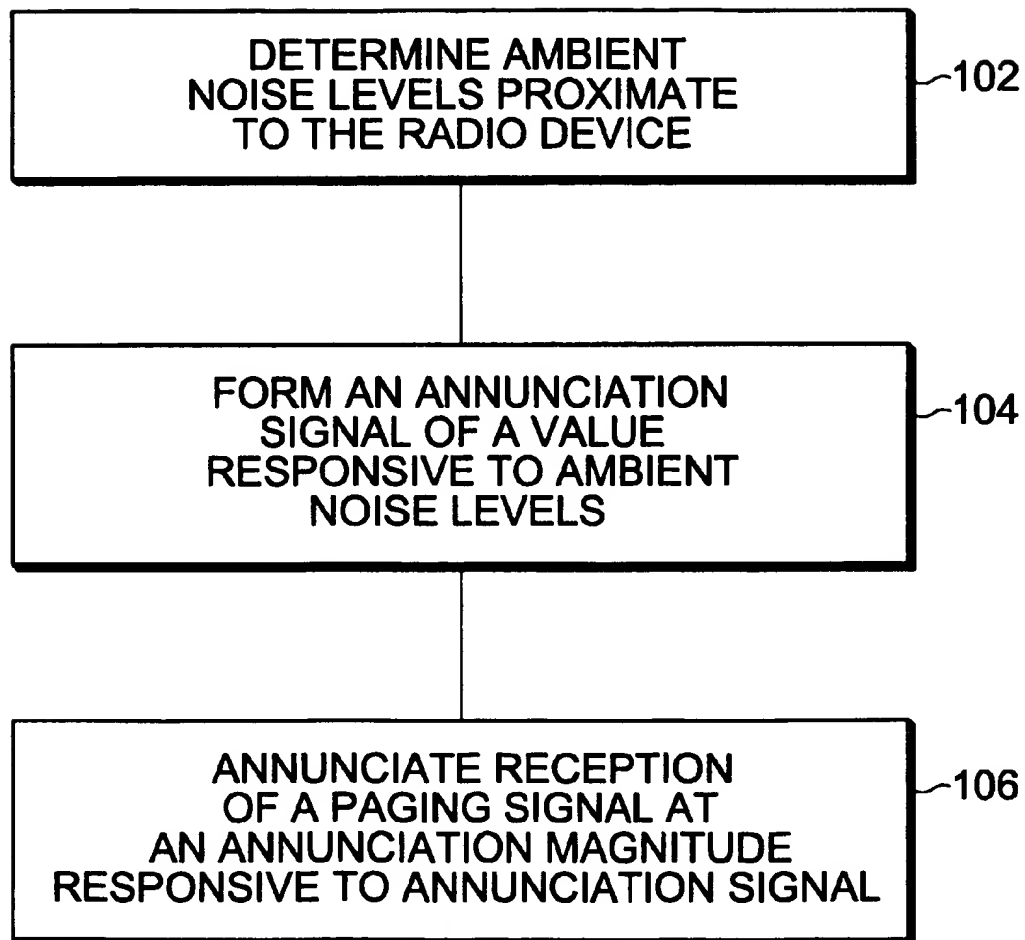 DETERMINE AMBIENT
NOISE LEVELS PROXIMATE
TO THE RADIO DEVICE
102
FORM AN ANNUNCIATION
SIGNAL OF A VALUE
RESPONSIVE TO AMBIENT
NOISE LEVELS
104
ANNUNCIATE RECEPTION
OF A PAGING SIGNAL AT
AN ANNUNCIATION MAGNITUDE
RESPONSIVE TO ANNUNCIATION SIGNAL
106